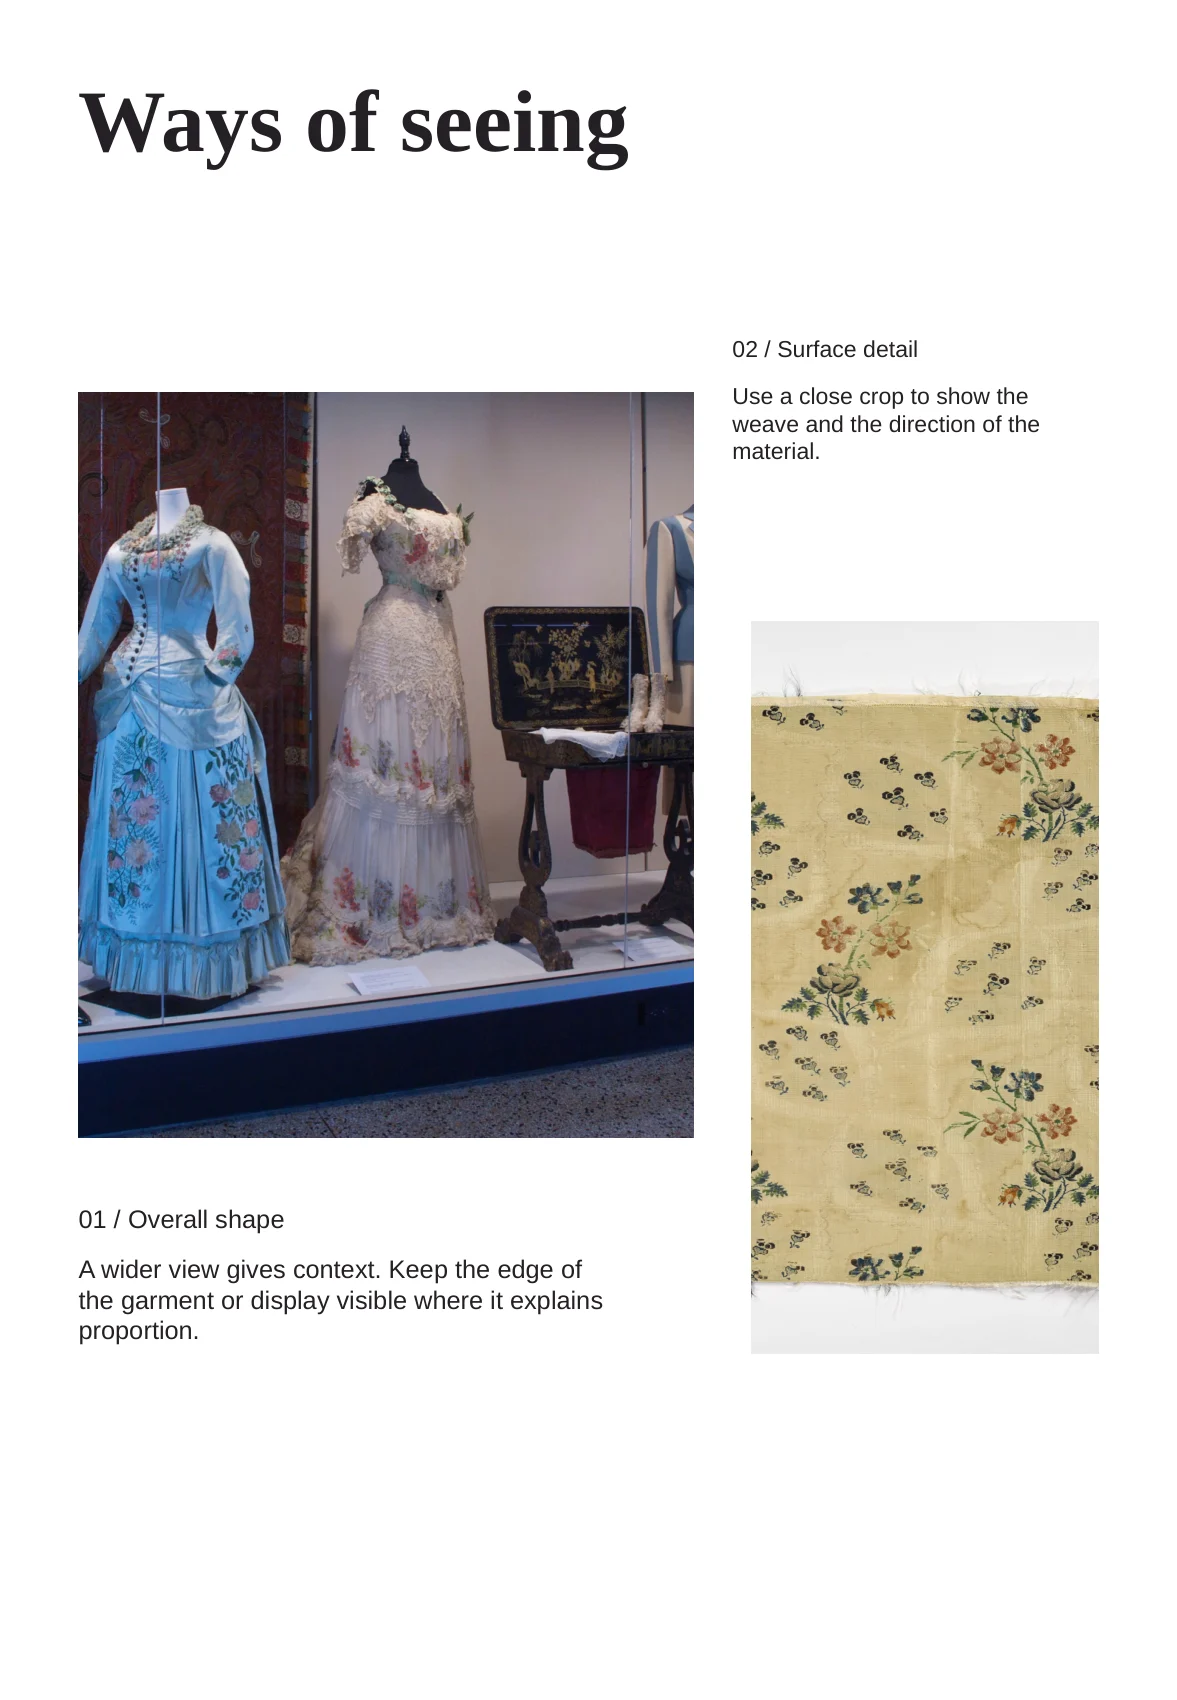 Ways of seeing
02 / Surface detail
Use a close crop to show the
weave and the direction of the
material.
01 / Overall shape
A wider view gives context. Keep the edge of
the garment or display visible where it explains
proportion.